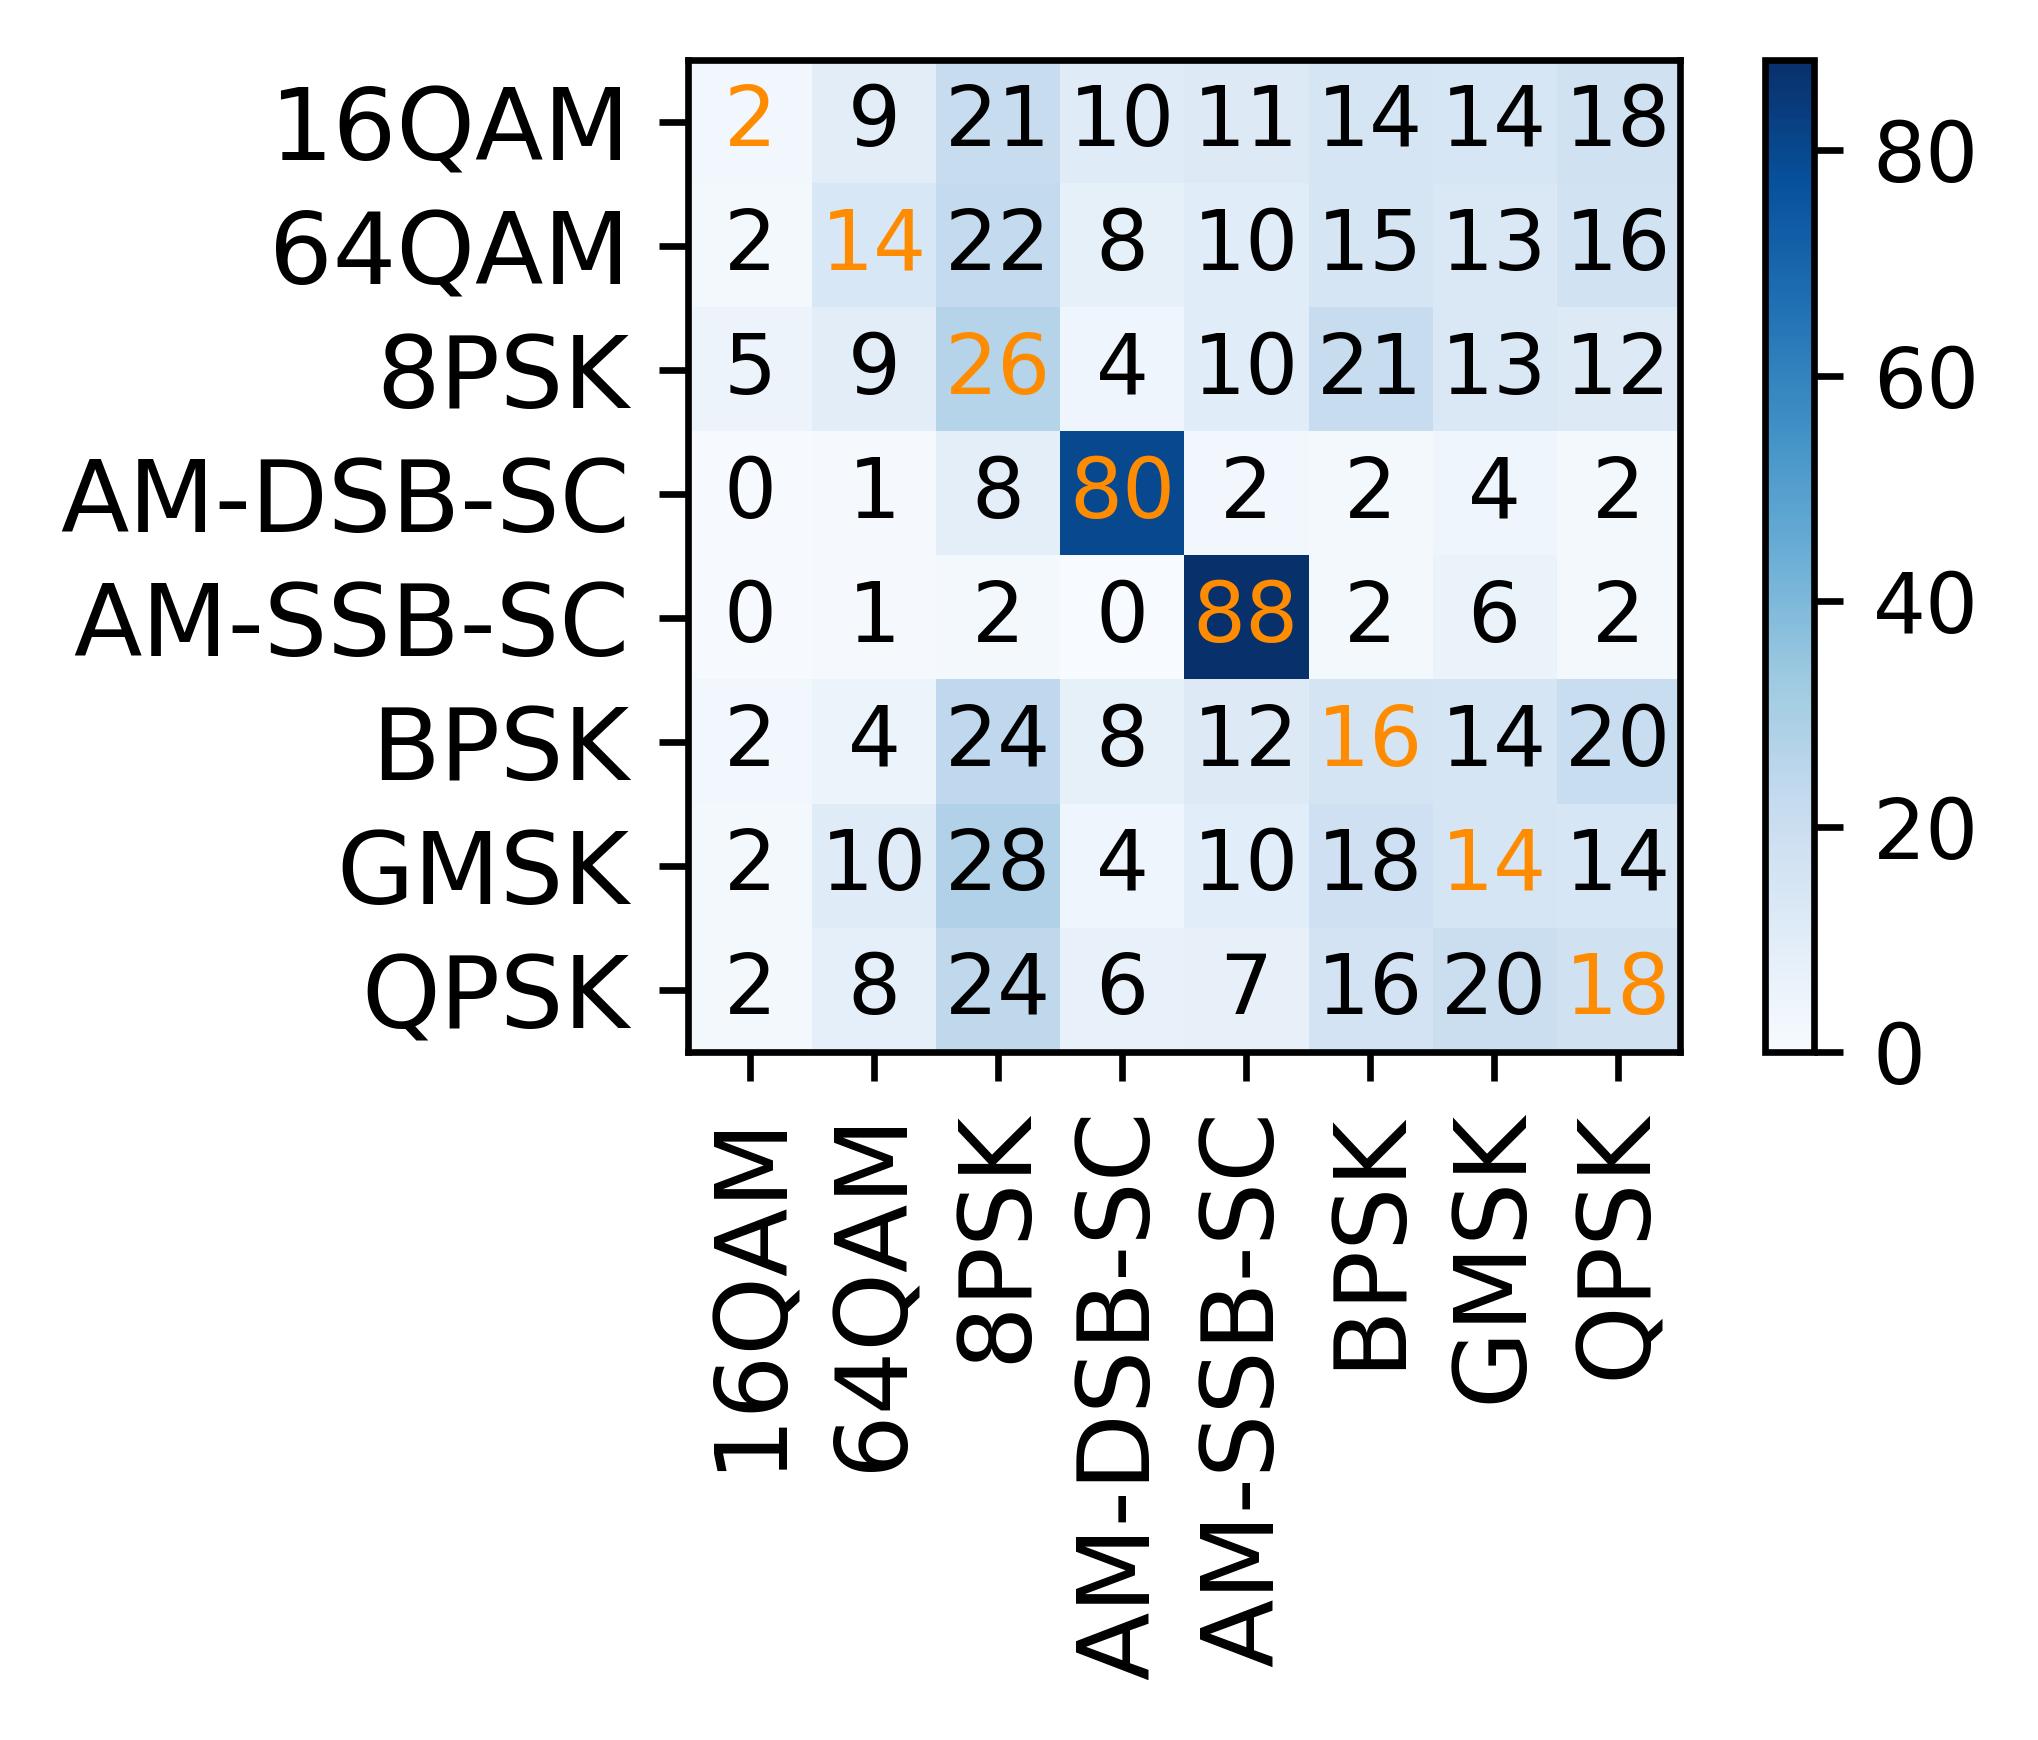 16QAM 2 9 21 10 11 14 14 18
64QAM 2 14 22 8 10 15 13 16
8PSK 5 9 26 4 10 21 13 12
AM-DSB-SC 0 1 8 80 2 2 4 2
AM-SSB-SC 0 1 2 0 88 2 6 2
BPSK 2 4 24 8 12 16 14 20
GMSK 2 10 28 4 10 18 14 14
QPSK 2 8 24 6 7 16 20 18
16QAM
64QAM
8PSK
AM-DSB-SC
AM-SSB-SC
BPSK
GMSK
QPSK
80
60
40
20
0